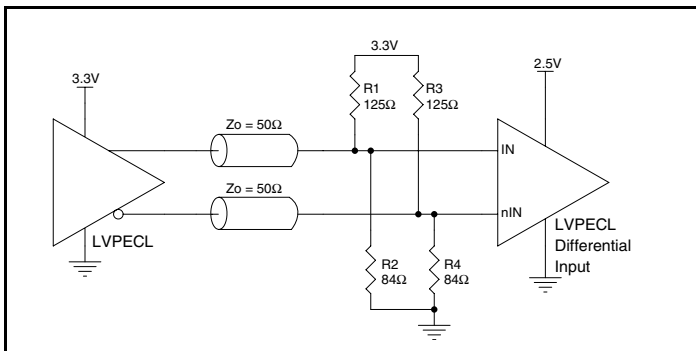 3.3V
3.3V
2.5V
R1
125Ω
R3
125Ω
Zo = 50Ω
IN
Zo = 50Ω
nIN
LVPECL
LVPECL
Differential
Input
R2
84Ω
R4
84Ω